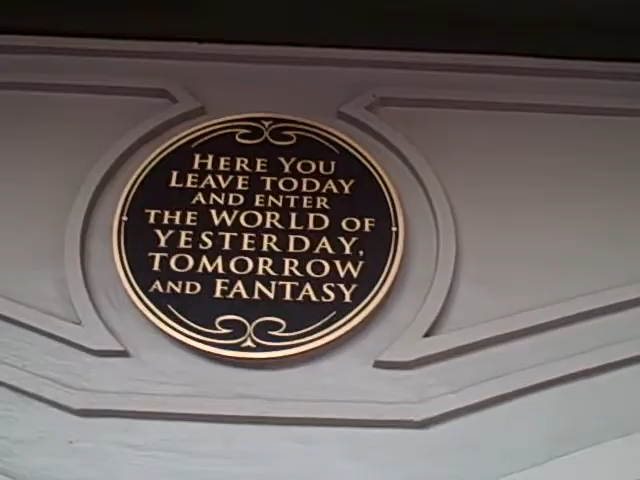 HERE YOU
LEAVE TODAY
AND ENTER
THE WORLD OF
YESTERDAY,
TOMORROW
AND FANTASY